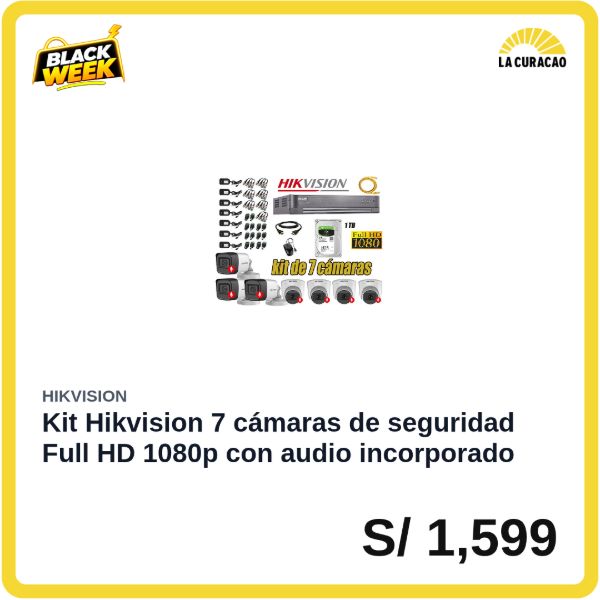 BLACK
WEEK
LA CURACAO
HIKVISION
1 TB
Full HD
1080
kit de 7 cámaras
HIKVISION
Kit Hikvision 7 cámaras de seguridad
Full HD 1080p con audio incorporado
S/ 1,599